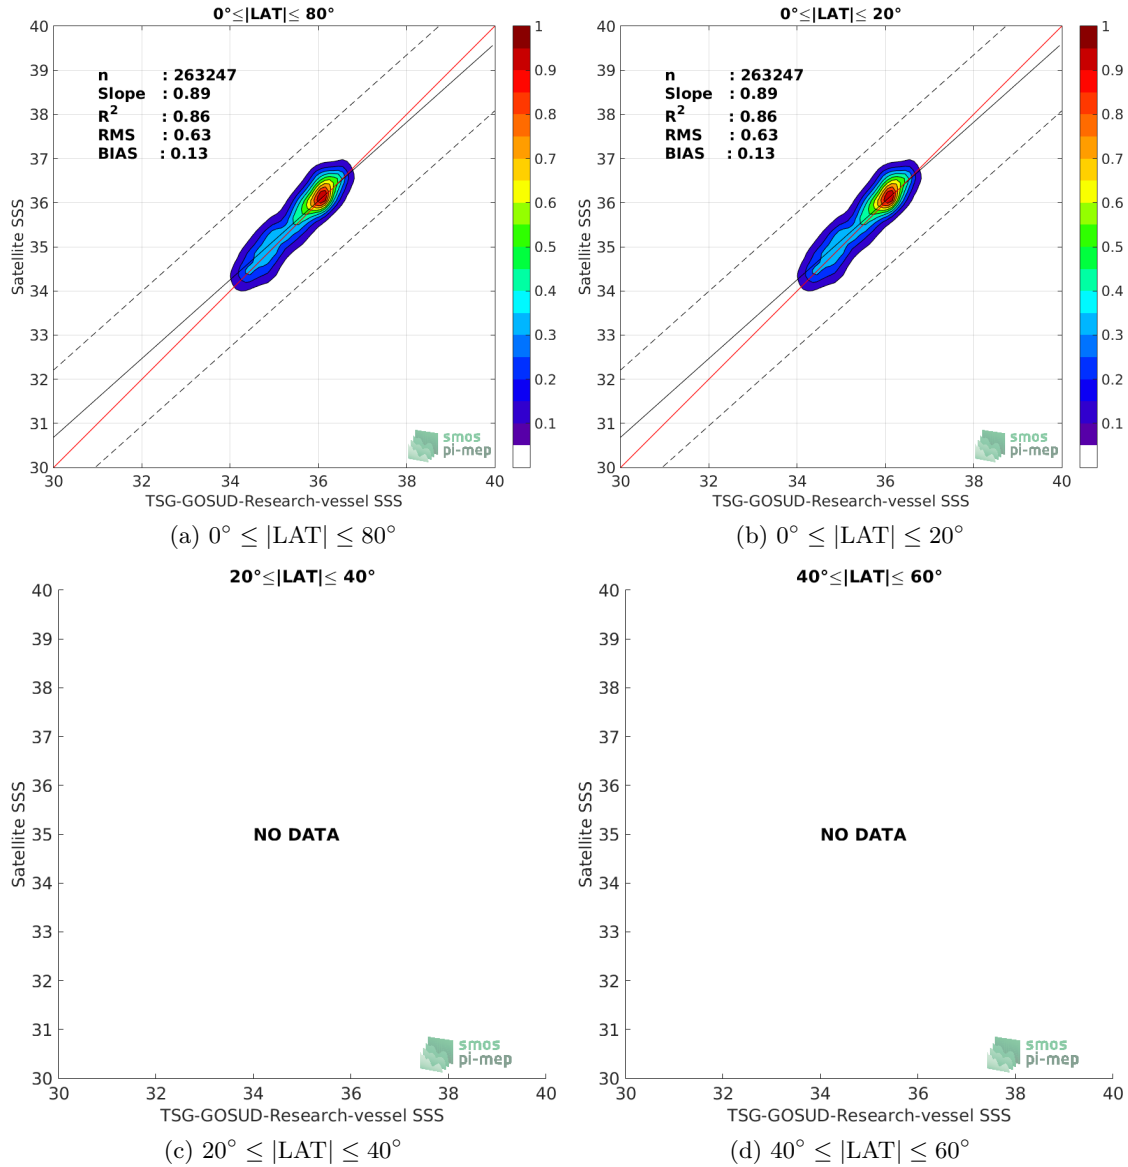 0°≤|LAT|≤ 80°
40
39
38
37
36
35
34
33
32
31
30
Satellite SSS
n : 263247
Slope : 0.89
R² : 0.86
RMS : 0.63
BIAS : 0.13
smos
pi-mep
30 32 34 36 38 40
TSG-GOSUD-Research-vessel SSS
1
0.9
0.8
0.7
0.6
0.5
0.4
0.3
0.2
0.1
(a) 0° ≤ |LAT| ≤ 80°
0°≤|LAT|≤ 20°
40
39
38
37
36
35
34
33
32
31
30
Satellite SSS
n : 263247
Slope : 0.89
R² : 0.86
RMS : 0.63
BIAS : 0.13
smos
pi-mep
30 32 34 36 38 40
TSG-GOSUD-Research-vessel SSS
1
0.9
0.8
0.7
0.6
0.5
0.4
0.3
0.2
0.1
(b) 0° ≤ |LAT| ≤ 20°
20°≤|LAT|≤ 40°
40
39
38
37
36
35
34
33
32
31
30
Satellite SSS
NO DATA
smos
pi-mep
30 32 34 36 38 40
TSG-GOSUD-Research-vessel SSS
(c) 20° ≤ |LAT| ≤ 40°
40°≤|LAT|≤ 60°
40
39
38
37
36
35
34
33
32
31
30
Satellite SSS
NO DATA
smos
pi-mep
30 32 34 36 38 40
TSG-GOSUD-Research-vessel SSS
(d) 40° ≤ |LAT| ≤ 60°